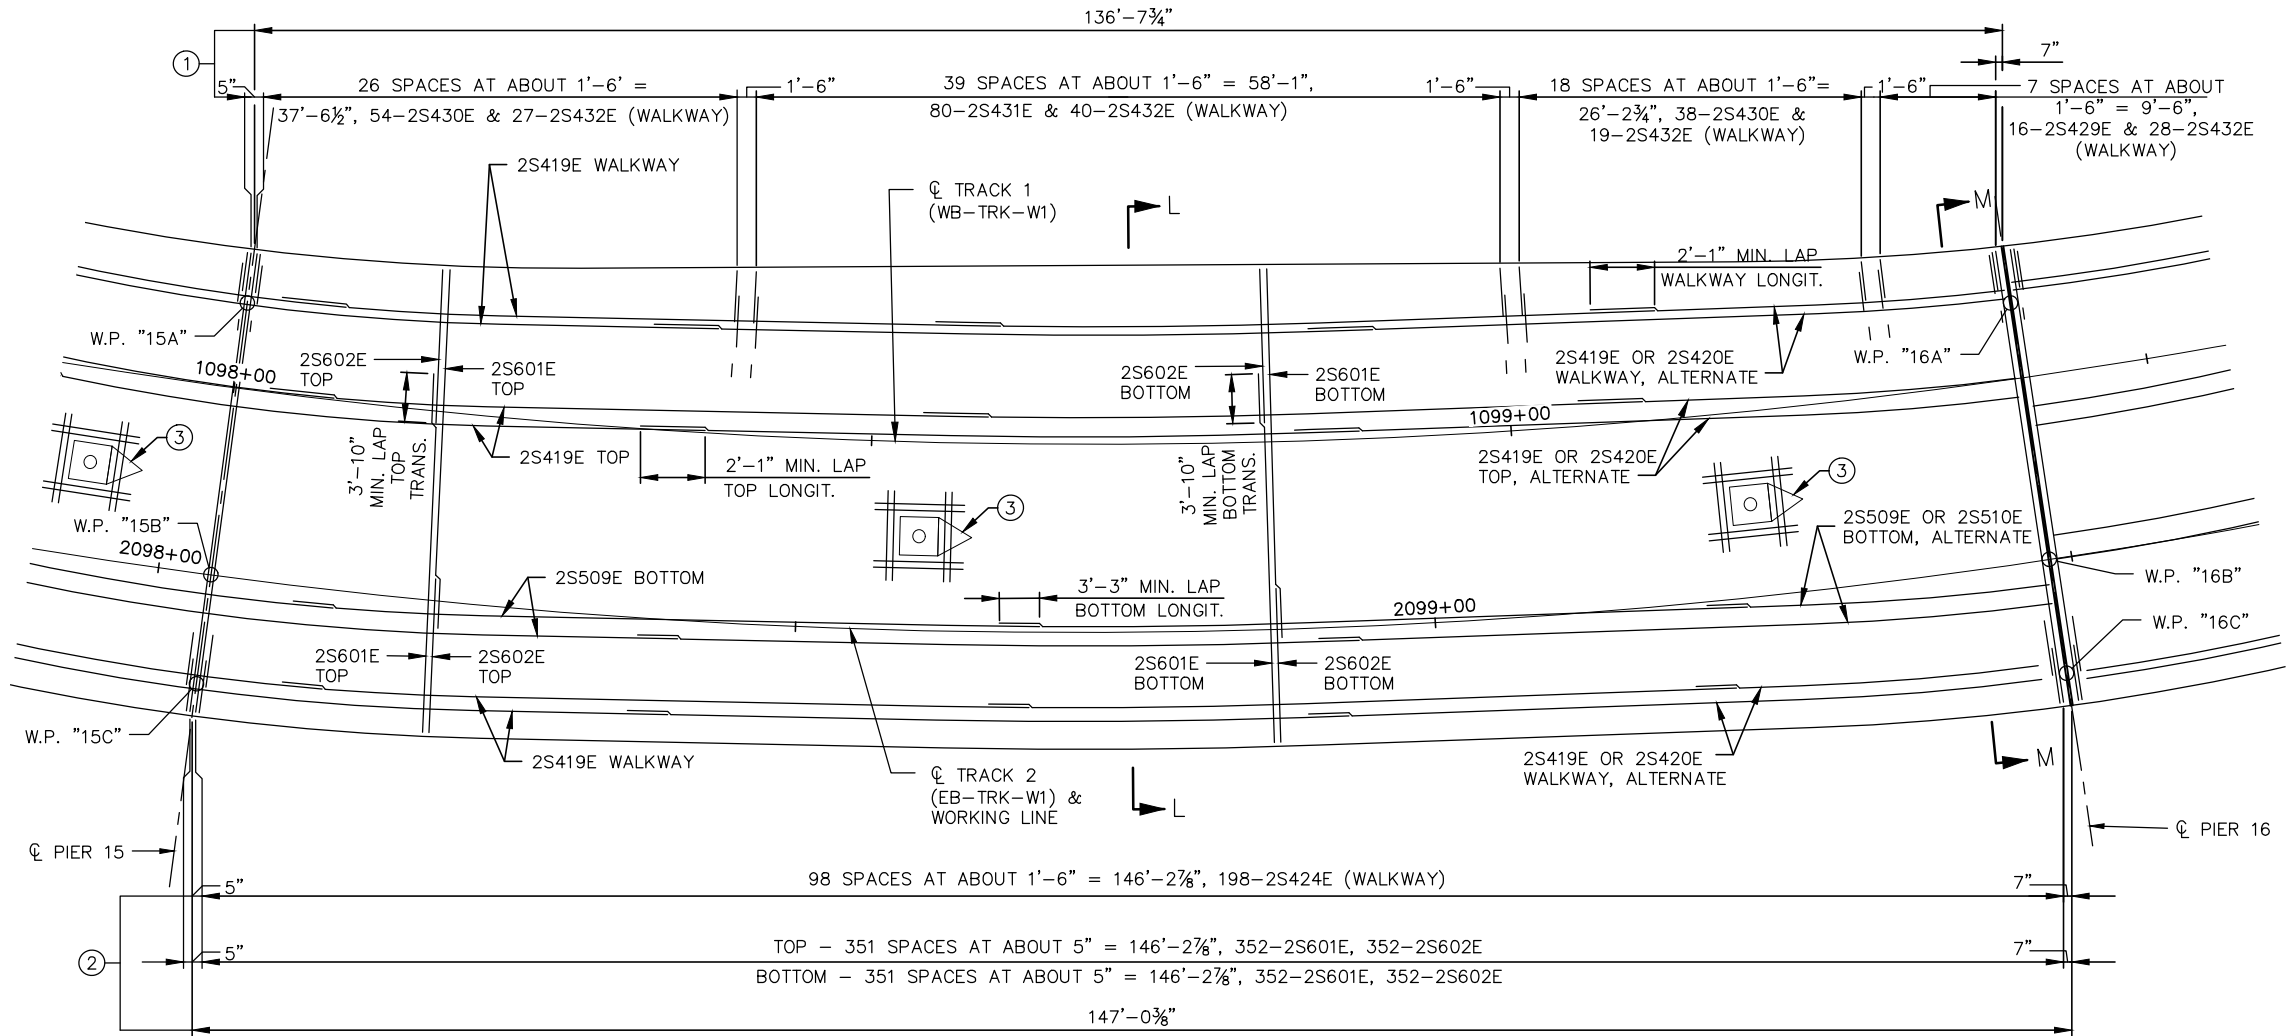 136'-7¾"
7"
1
5"
26 SPACES AT ABOUT 1'-6' =
37'-6½", 54-2S430E & 27-2S432E (WALKWAY)
1'-6"
39 SPACES AT ABOUT 1'-6" = 58'-1",
80-2S431E & 40-2S432E (WALKWAY)
1'-6"
18 SPACES AT ABOUT 1'-6"=
26'-2¾", 38-2S430E &
19-2S432E (WALKWAY)
1'-6"
7 SPACES AT ABOUT
1'-6" = 9'-6",
16-2S429E & 28-2S432E
(WALKWAY)
2S419E WALKWAY
℄ TRACK 1
(WB-TRK-W1)
L
M
2'-1" MIN. LAP
WALKWAY LONGIT.
W.P. "15A"
1098+00
2S602E
TOP
2S601E
TOP
2S602E
BOTTOM
2S601E
BOTTOM
2S419E OR 2S420E
WALKWAY, ALTERNATE
W.P. "16A"
1099+00
3
2S419E TOP
3'-10"
MIN. LAP
TOP
TRANS.
2'-1" MIN. LAP
TOP LONGIT.
3'-10"
MIN. LAP
BOTTOM
TRANS.
2S419E OR 2S420E
TOP, ALTERNATE
3
3
W.P. "15B"
2098+00
2S509E OR 2S510E
BOTTOM, ALTERNATE
2S509E BOTTOM
3'-3" MIN. LAP
BOTTOM LONGIT.
2099+00
W.P. "16B"
W.P. "16C"
2S601E
TOP
2S602E
TOP
2S601E
BOTTOM
2S602E
BOTTOM
W.P. "15C"
2S419E WALKWAY
℄ TRACK 2
(EB-TRK-W1) &
WORKING LINE
L
2S419E OR 2S420E
WALKWAY, ALTERNATE
M
℄ PIER 15
℄ PIER 16
5"
98 SPACES AT ABOUT 1'-6" = 146'-2⅞", 198-2S424E (WALKWAY)
7"
2
5"
TOP - 351 SPACES AT ABOUT 5" = 146'-2⅞", 352-2S601E, 352-2S602E
7"
BOTTOM - 351 SPACES AT ABOUT 5" = 146'-2⅞", 352-2S601E, 352-2S602E
147'-0⅜"